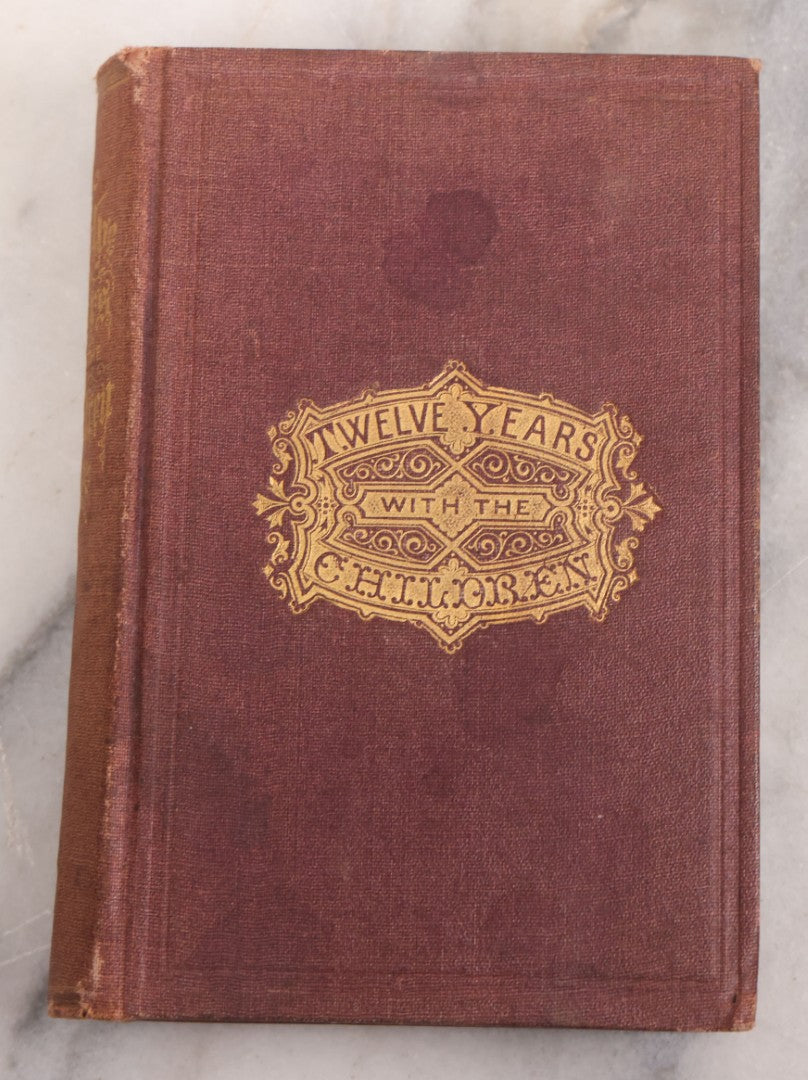 TWELVE YEARS
WITH THE
CHILDREN